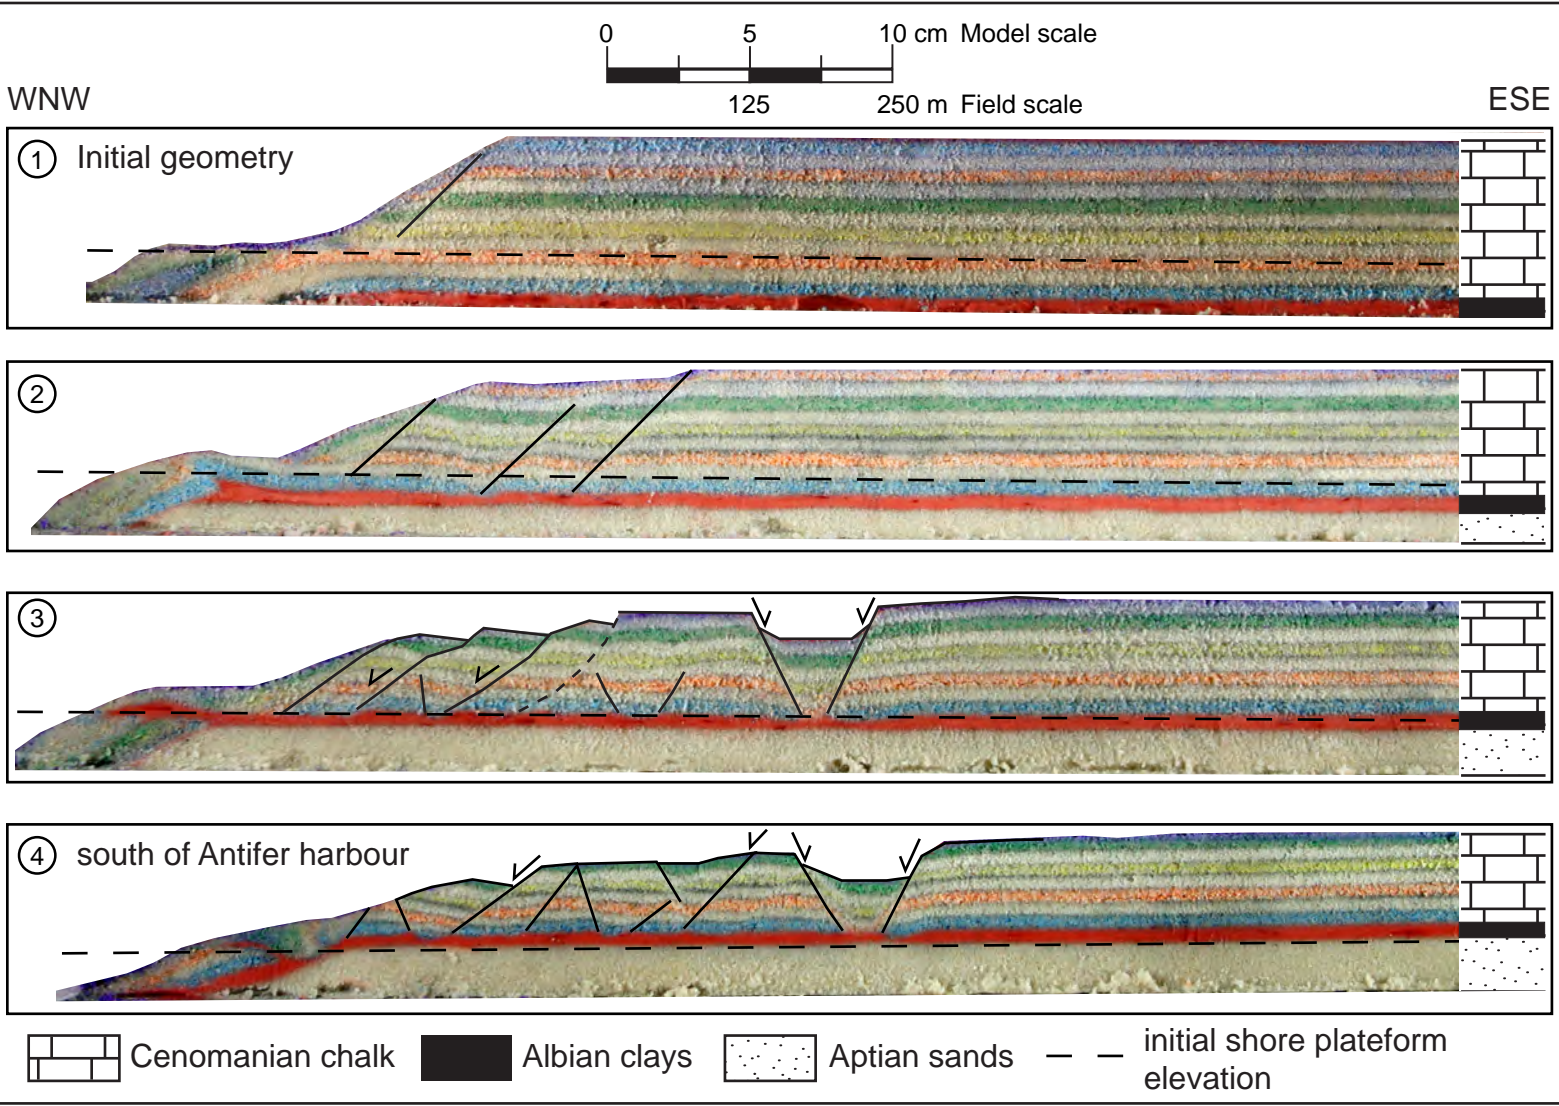 0 5 10 cm Model scale
125 250 m Field scale
WNW ESE
1 Initial geometry
2
3
4 south of Antifer harbour
Cenomanian chalk Albian clays Aptian sands initial shore plateform
elevation